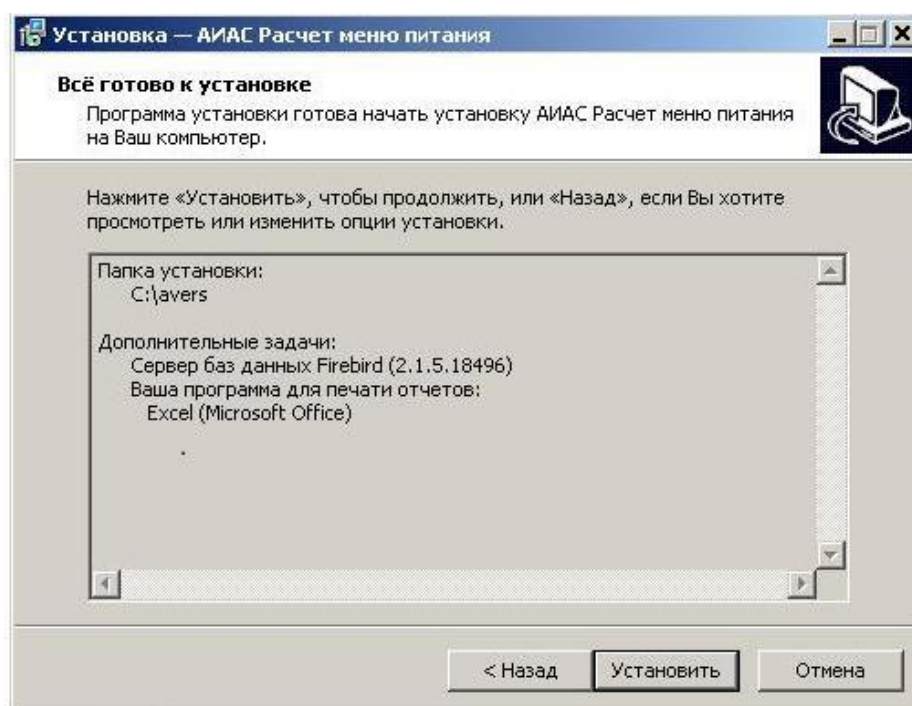 Установка — АИАС Расчет меню питания
Всё готово к установке
Программа установки готова начать установку АИАС Расчет меню питания
на Ваш компьютер.
Нажмите «Установить», чтобы продолжить, или «Назад», если Вы хотите
просмотреть или изменить опции установки.
Папка установки:
C:\avers
Дополнительные задачи:
Сервер баз данных Firebird (2.1.5.18496)
Ваша программа для печати отчетов:
Excel (Microsoft Office)
.
< Назад
Установить
Отмена